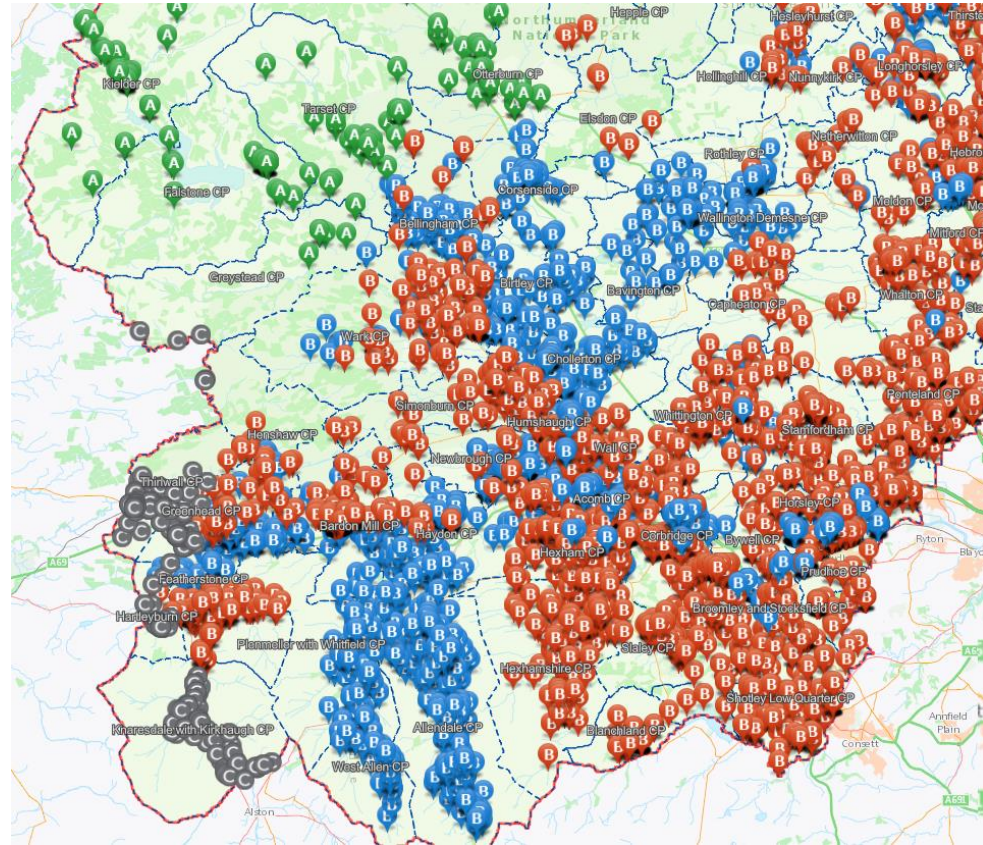 Northumberland
National Park
Hepple CP
Hesleyhurst CP
Kielder CP
Otterburn CP
Hollinghill CP
Nunnykirk CP
Longhorsley CP
Tarset CP
Elsdon CP
Netherwitton CP
Rothley CP
Falstone CP
Corsenside CP
Meldon CP
Bellingham CP
Wallington Demesne CP
Mitford CP
Greystead CP
Birtley CP
Bavington CP
Whalton CP
Capheaton CP
Wark CP
Chollerton CP
Ponteland CP
Simonburn CP
Humshaugh CP
Whittington CP
Stamfordham CP
Henshaw CP
Newbrough CP
Wall CP
Thirlwall CP
Greenhead CP
Acomb CP
Horsley CP
Bardon Mill CP
Haydon CP
Corbridge CP
Bywell CP
Ryton
A69
Hexham CP
Prudhoe CP
Featherstone CP
Hartleyburn CP
Broomley and Stocksfield CP
Plenmellor with Whitfield CP
Slaley CP
Hexhamshire CP
Shotley Low Quarter CP
Knaresdale with Kirkhaugh CP
Allendale CP
Blanchland CP
Annfield
Plain
Consett
West Allen CP
Alston